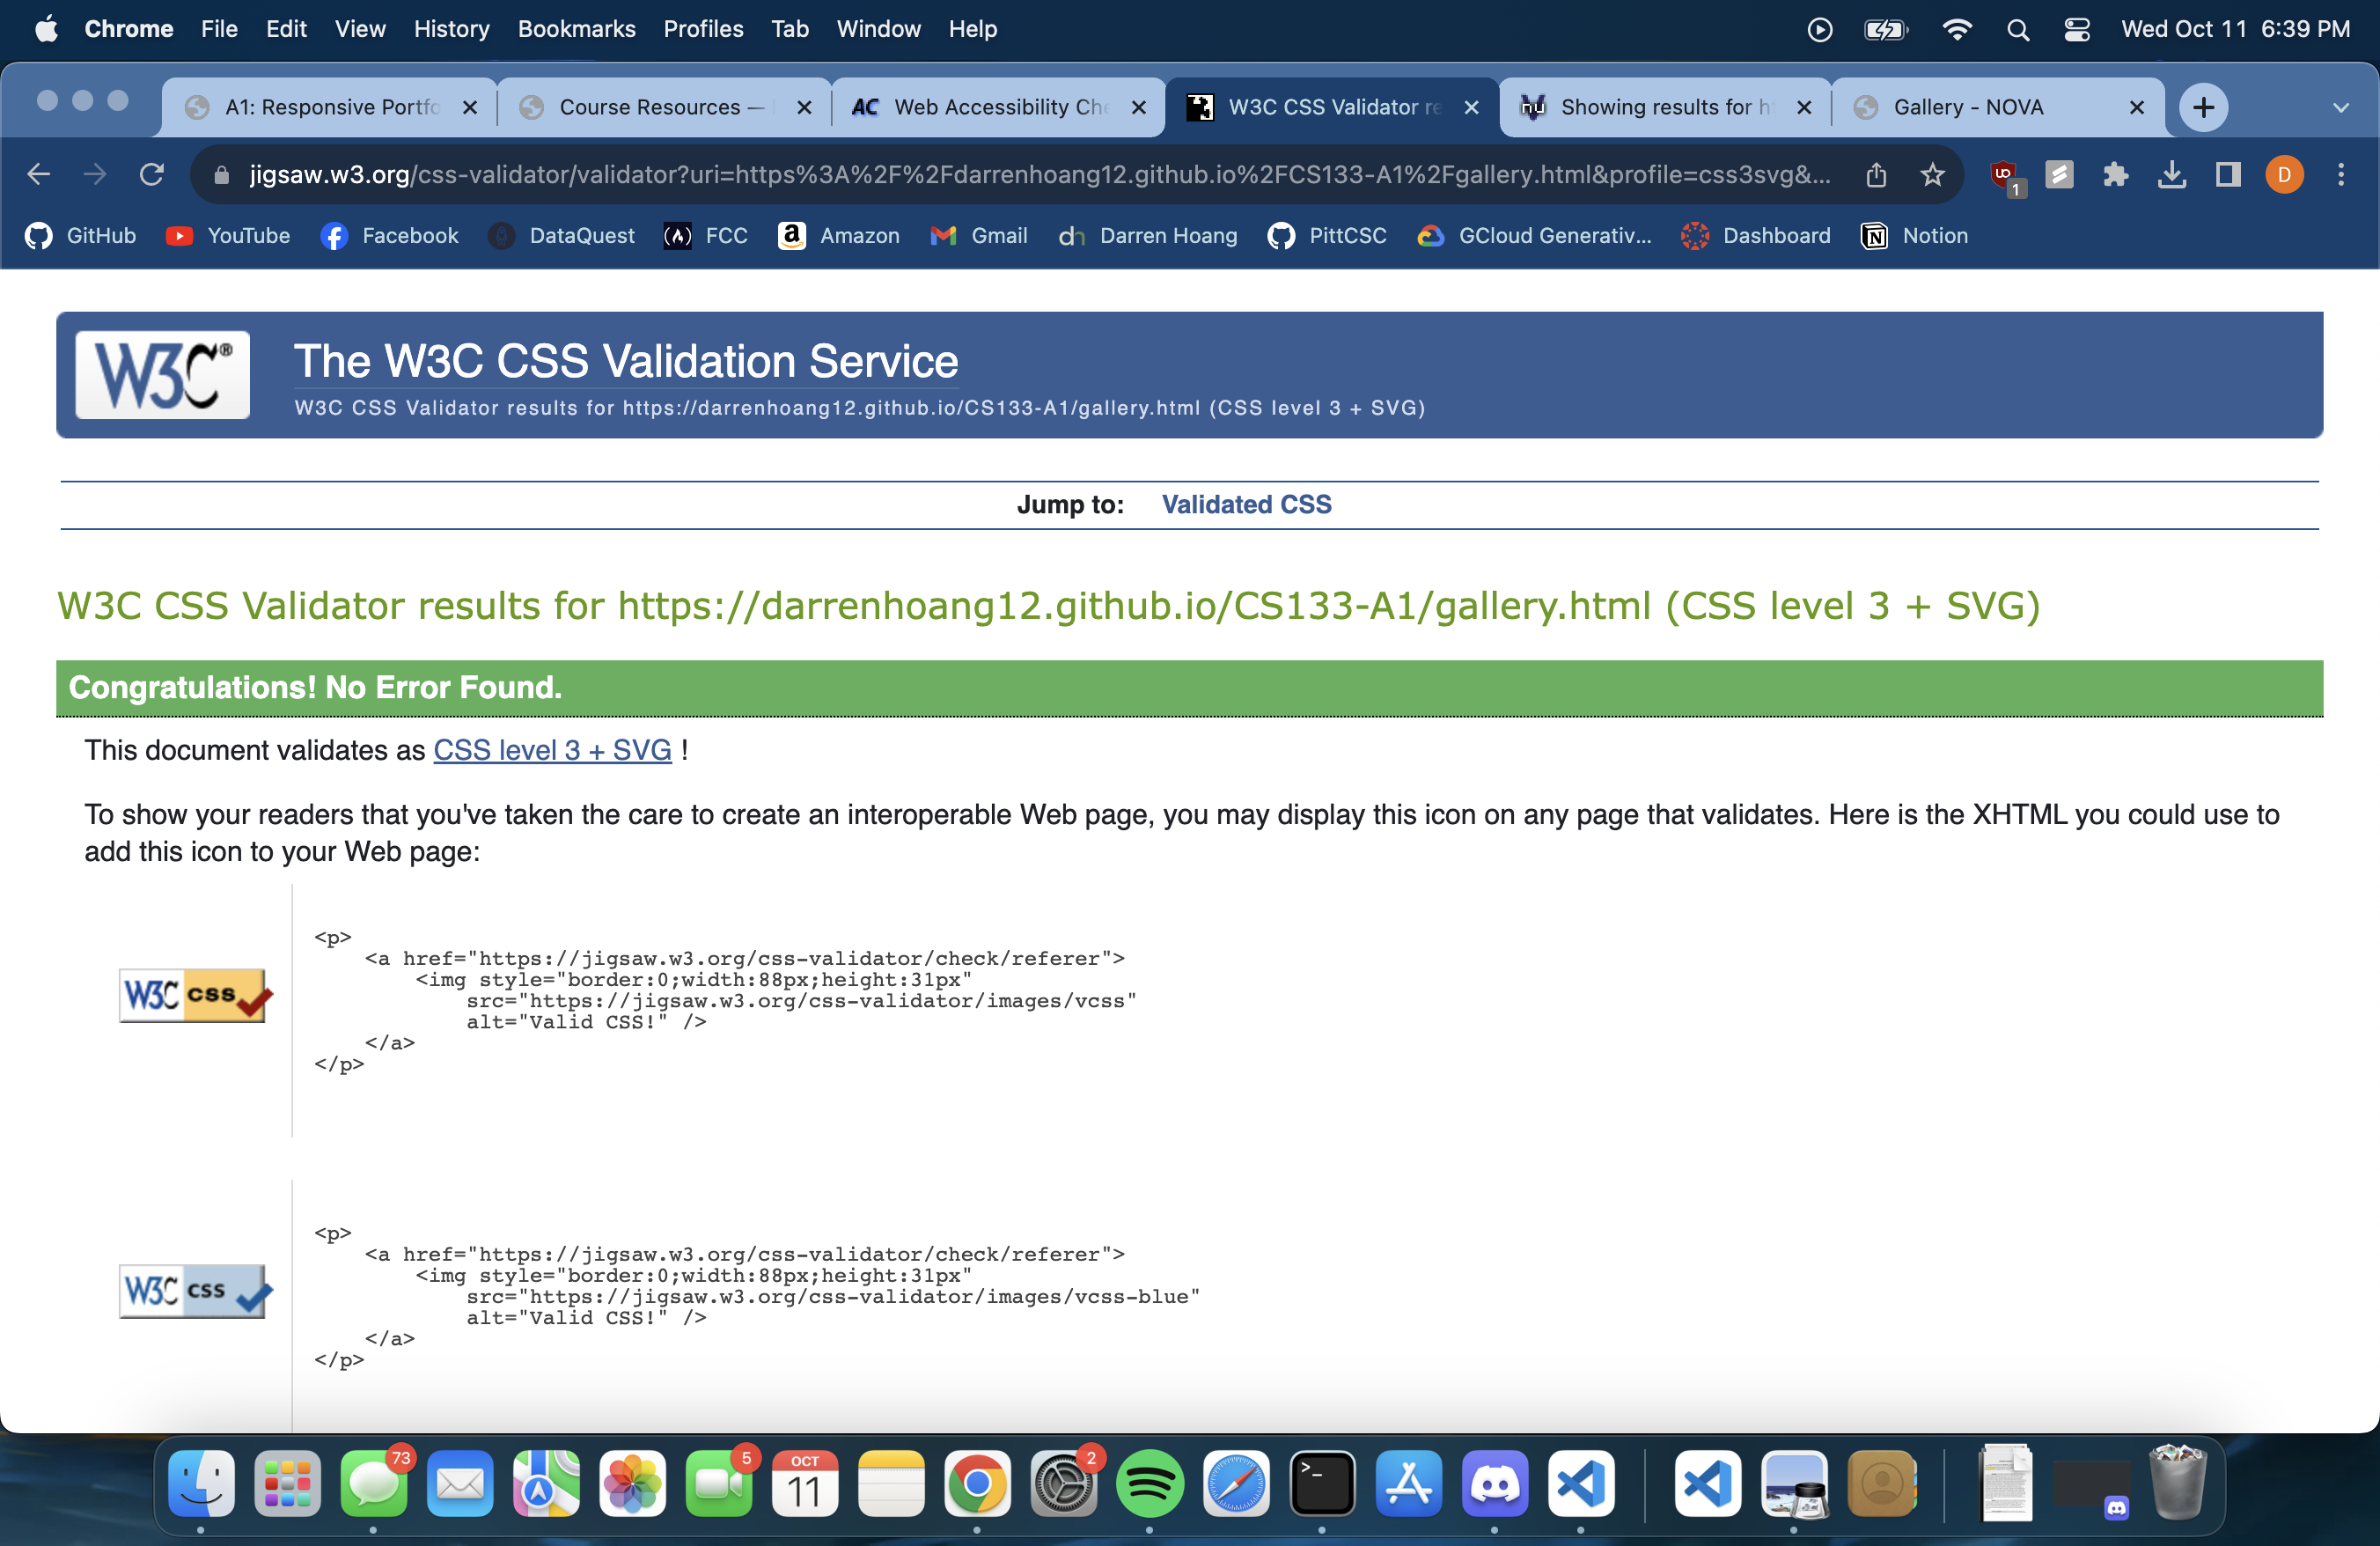 Chrome File Edit View History Bookmarks Profiles Tab Window Help Wed Oct 11 6:39 PM
A1: Responsive Portfo Course Resources — AC Web Accessibility Che W3C CSS Validator re nu Showing results for h Gallery - NOVA
jigsaw.w3.org/css-validator/validator?uri=https%3A%2F%2Fdarrenhoang12.github.io%2FCS133-A1%2Fgallery.html&profile=css3svg&... 1 D
GitHub YouTube Facebook DataQuest FCC Amazon Gmail dh Darren Hoang PittCSC GCloud Generativ... Dashboard Notion
W3C® The W3C CSS Validation Service
W3C CSS Validator results for https://darrenhoang12.github.io/CS133-A1/gallery.html (CSS level 3 + SVG)
Jump to: Validated CSS
W3C CSS Validator results for https://darrenhoang12.github.io/CS133-A1/gallery.html (CSS level 3 + SVG)
Congratulations! No Error Found.
This document validates as CSS level 3 + SVG !
To show your readers that you've taken the care to create an interoperable Web page, you may display this icon on any page that validates. Here is the XHTML you could use to
add this icon to your Web page:
<p>
<a href="https://jigsaw.w3.org/css-validator/check/referer">
<img style="border:0;width:88px;height:31px"
W3C css
src="https://jigsaw.w3.org/css-validator/images/vcss"
alt="Valid CSS!" />
</a>
</p>
<p>
<a href="https://jigsaw.w3.org/css-validator/check/referer">
<img style="border:0;width:88px;height:31px"
W3C css
src="https://jigsaw.w3.org/css-validator/images/vcss-blue"
alt="Valid CSS!" />
</a>
</p>
73 5 OCT 2
11